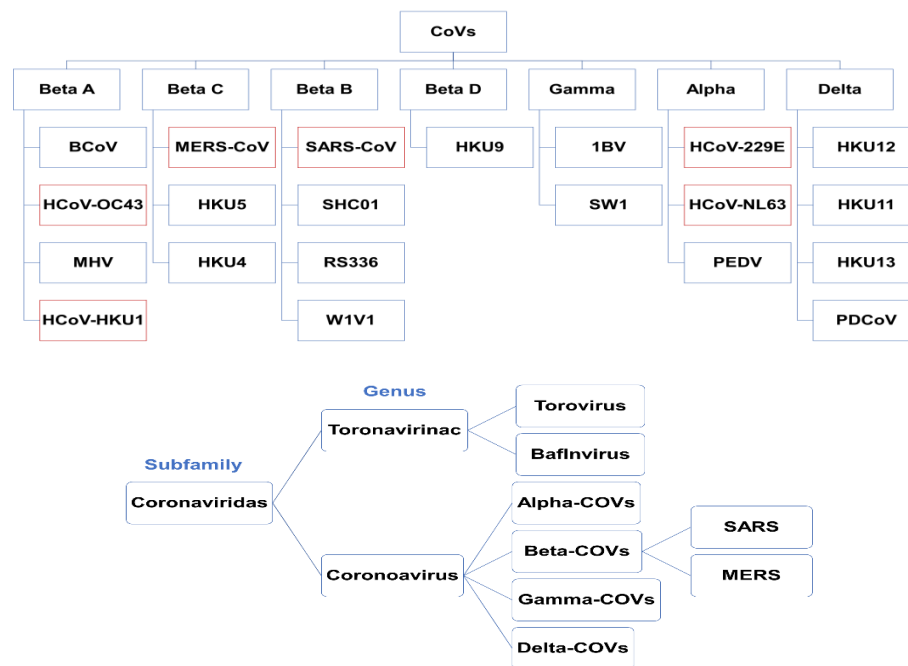 CoVs
Beta A
Beta C
Beta B
Beta D
Gamma
Alpha
Delta
BCoV
MERS-CoV
SARS-CoV
HKU9
1BV
HCoV-229E
HKU12
HCoV-OC43
HKU5
SHC01
SW1
HCoV-NL63
HKU11
MHV
HKU4
RS336
PEDV
HKU13
HCoV-HKU1
W1V1
PDCoV
Genus
Torovirus
Toronavirinac
BafInvirus
Subfamily
Coronaviridas
Alpha-COVs
SARS
Beta-COVs
Coronoavirus
MERS
Gamma-COVs
Delta-COVs